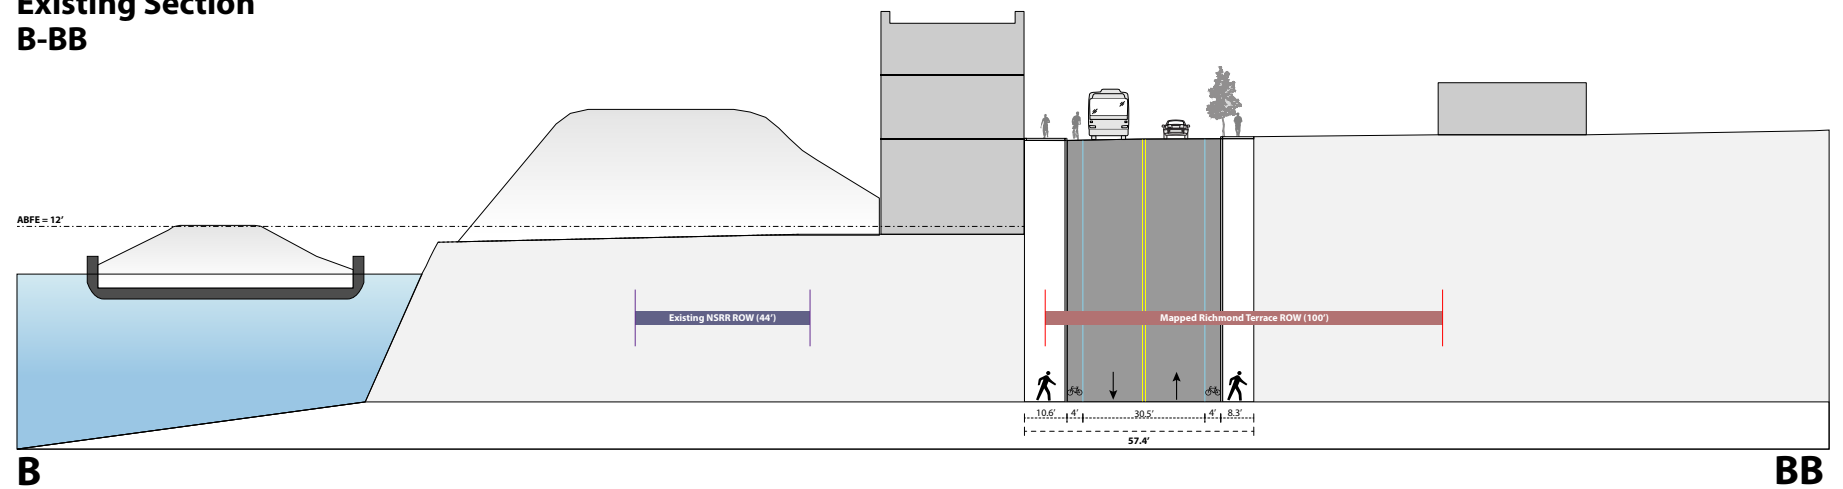 Existing Section
B-BB
ABFE = 12’
Existing NSRR ROW (44’)
Mapped Richmond Terrace ROW (100’)
10.6’ 4’ 30.5’ 4’ 8.3’
57.4’
B BB